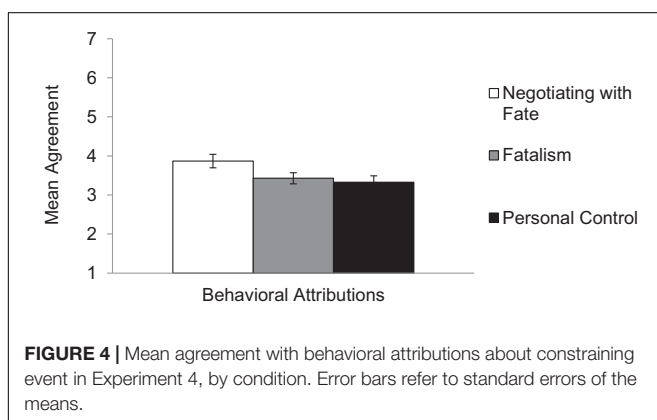 7
6
5
4
3
2
1
Mean Agreement
Behavioral Attributions
Negotiating with
Fate
Fatalism
Personal Control
FIGURE 4 | Mean agreement with behavioral attributions about constraining
event in Experiment 4, by condition. Error bars refer to standard errors of the
means.